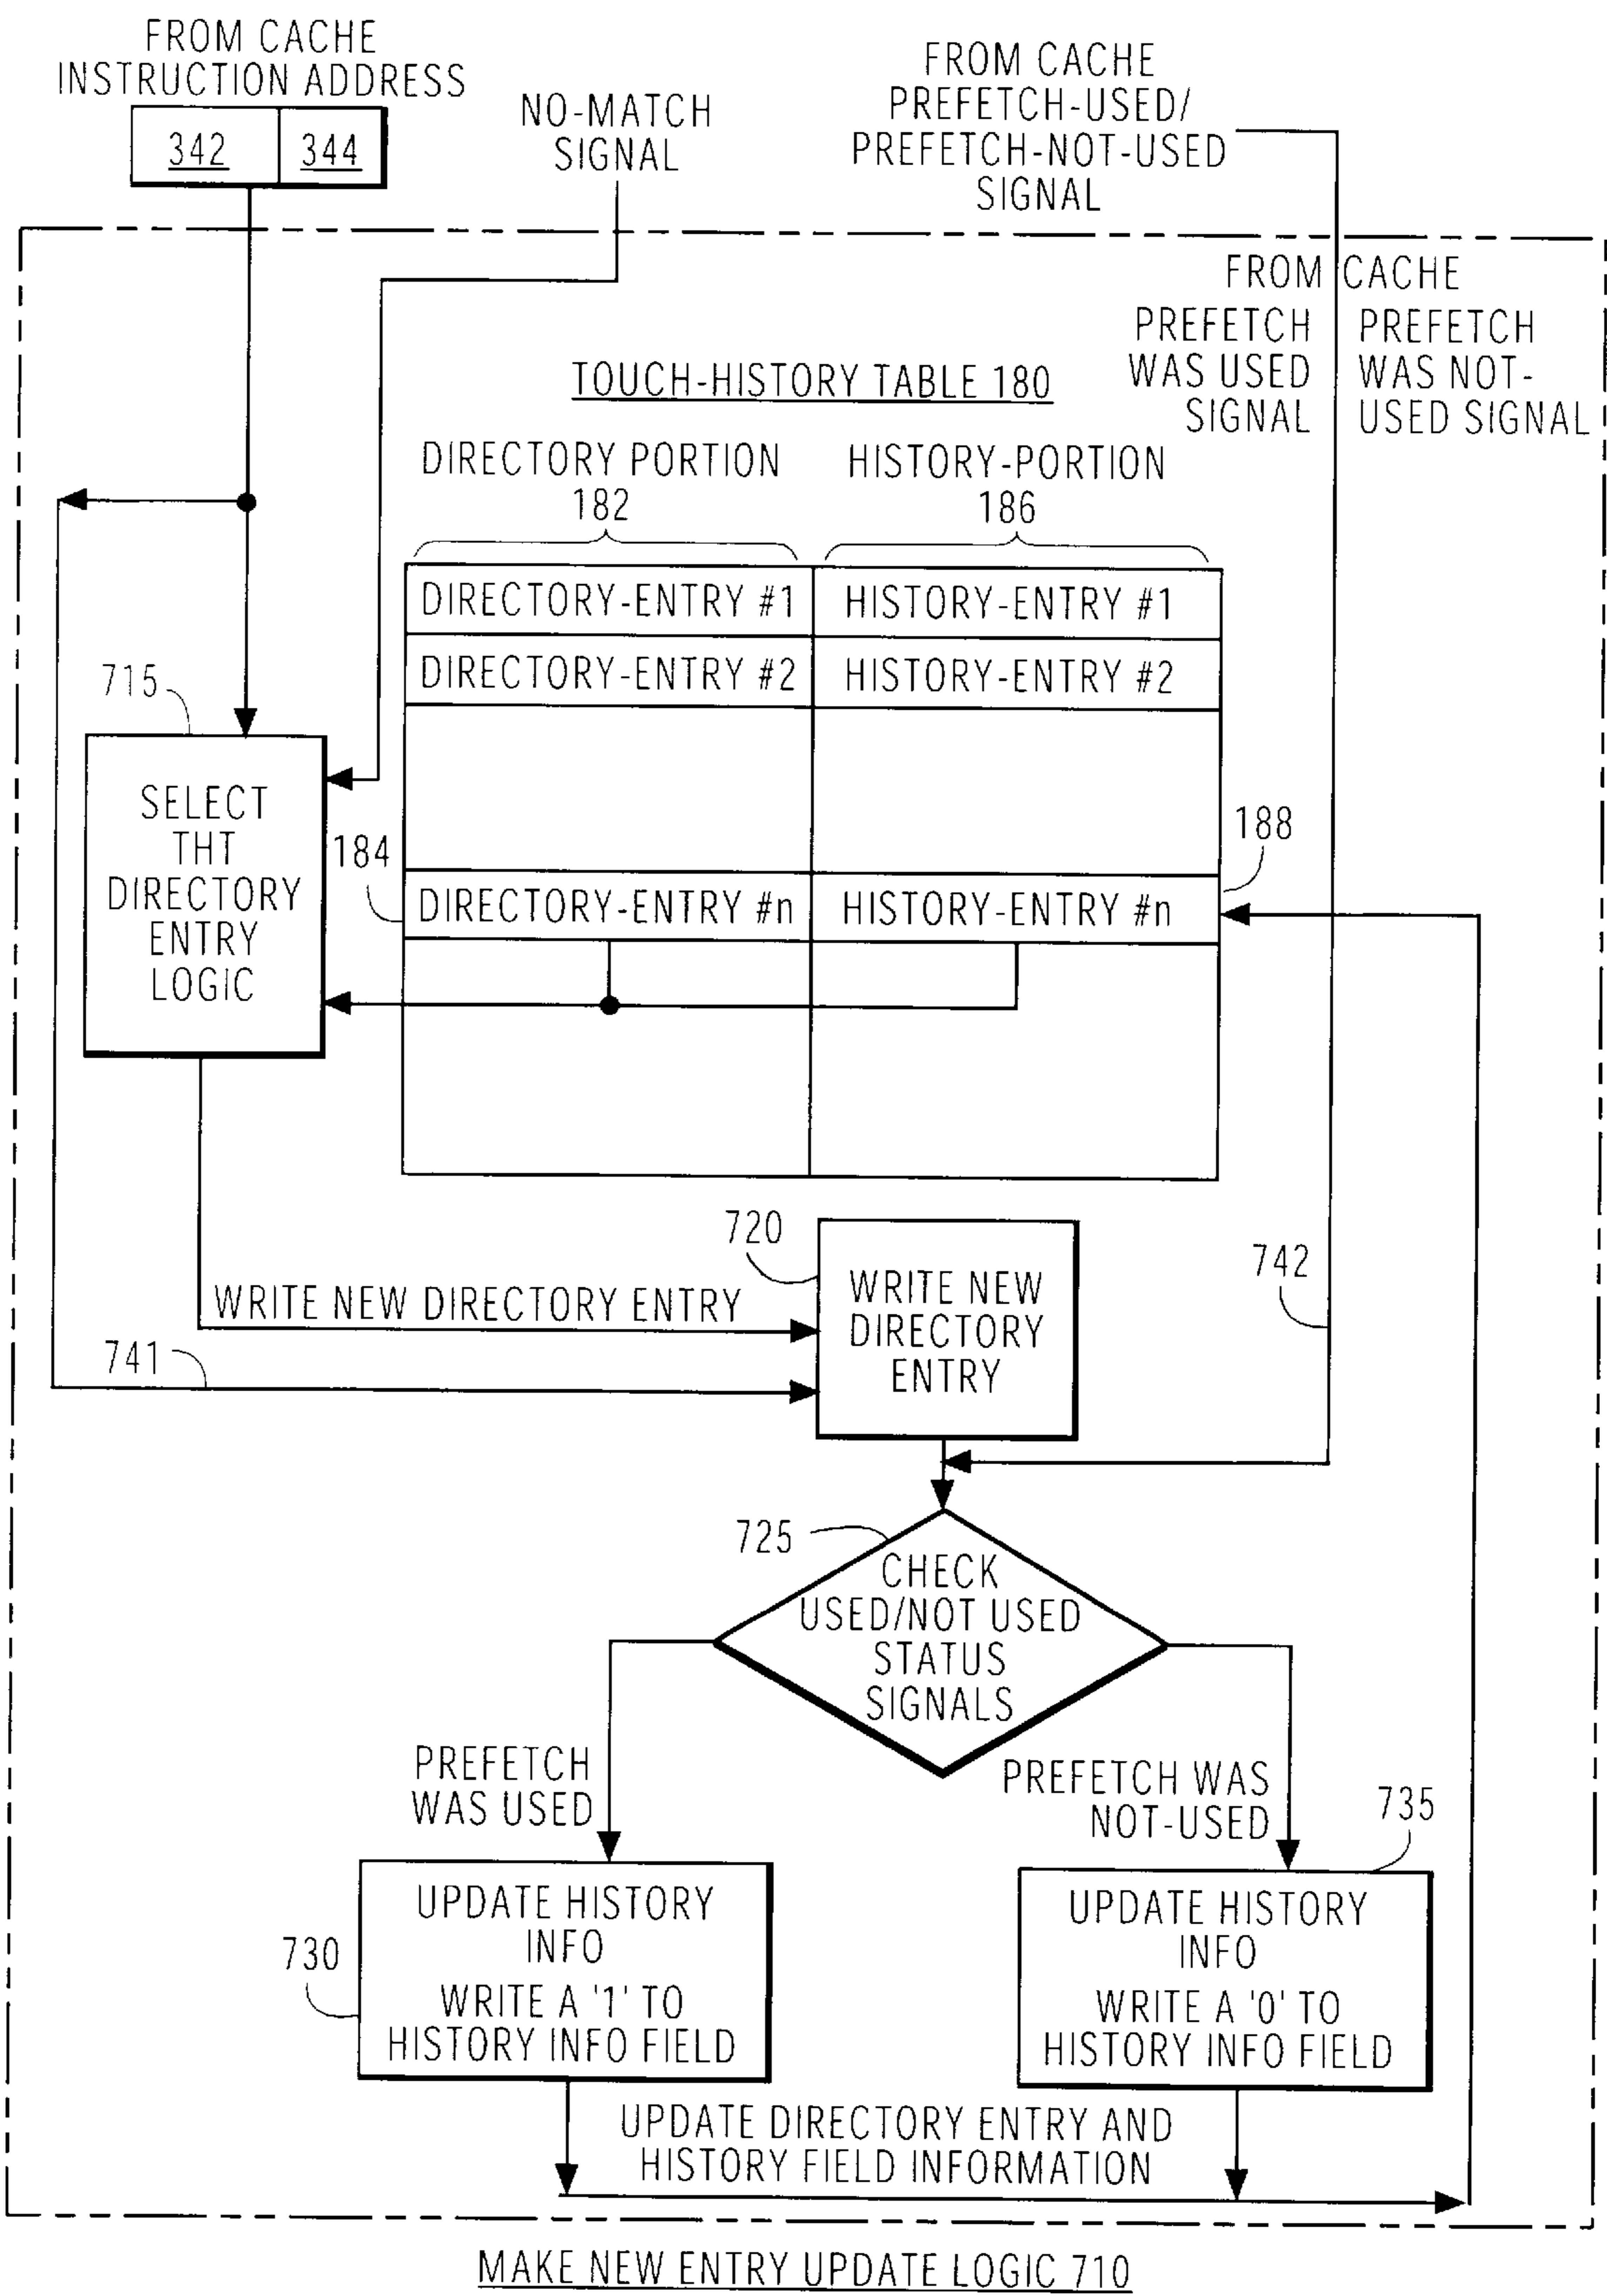 FROM CACHE
INSTRUCTION ADDRESS
342 344
NO-MATCH
SIGNAL
FROM CACHE
PREFETCH-USED/
PREFETCH-NOT-USED
SIGNAL
FROM CACHE
PREFETCH
WAS USED
SIGNAL
PREFETCH
WAS NOT-
USED SIGNAL
TOUCH-HISTORY TABLE 180
DIRECTORY PORTION
182
HISTORY-PORTION
186
DIRECTORY-ENTRY #1
HISTORY-ENTRY #1
DIRECTORY-ENTRY #2
HISTORY-ENTRY #2
715
SELECT
THT
DIRECTORY
ENTRY
LOGIC
184
188
DIRECTORY-ENTRY #n
HISTORY-ENTRY #n
720
WRITE NEW
DIRECTORY
ENTRY
742
WRITE NEW DIRECTORY ENTRY
741
725
CHECK
USED/NOT USED
STATUS
SIGNALS
PREFETCH
WAS USED
PREFETCH WAS
NOT-USED
735
730
UPDATE HISTORY
INFO
WRITE A '1' TO
HISTORY INFO FIELD
UPDATE HISTORY
INFO
WRITE A '0' TO
HISTORY INFO FIELD
UPDATE DIRECTORY ENTRY AND
HISTORY FIELD INFORMATION
MAKE NEW ENTRY UPDATE LOGIC 710